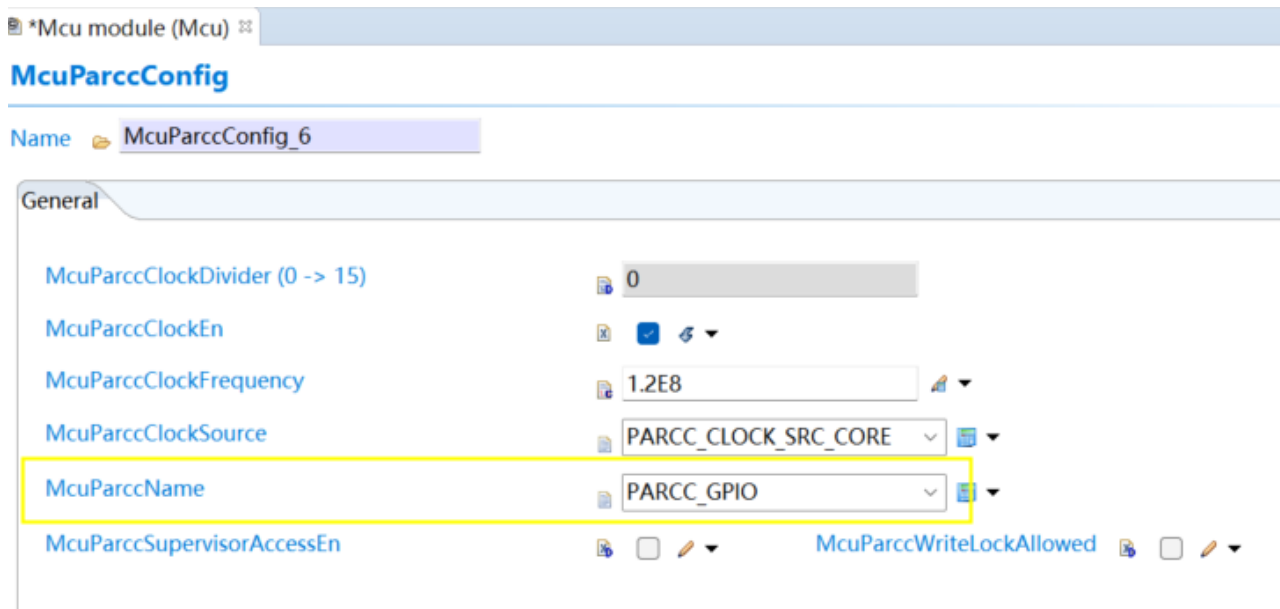 *Mcu module (Mcu)
McuParccConfig
Name McuParccConfig_6
General
McuParccClockDivider (0 -> 15) 0
McuParccClockEn
McuParccClockFrequency 1.2E8
McuParccClockSource PARCC_CLOCK_SRC_CORE
McuParccName PARCC_GPIO
McuParccSupervisorAccessEn McuParccWriteLockAllowed